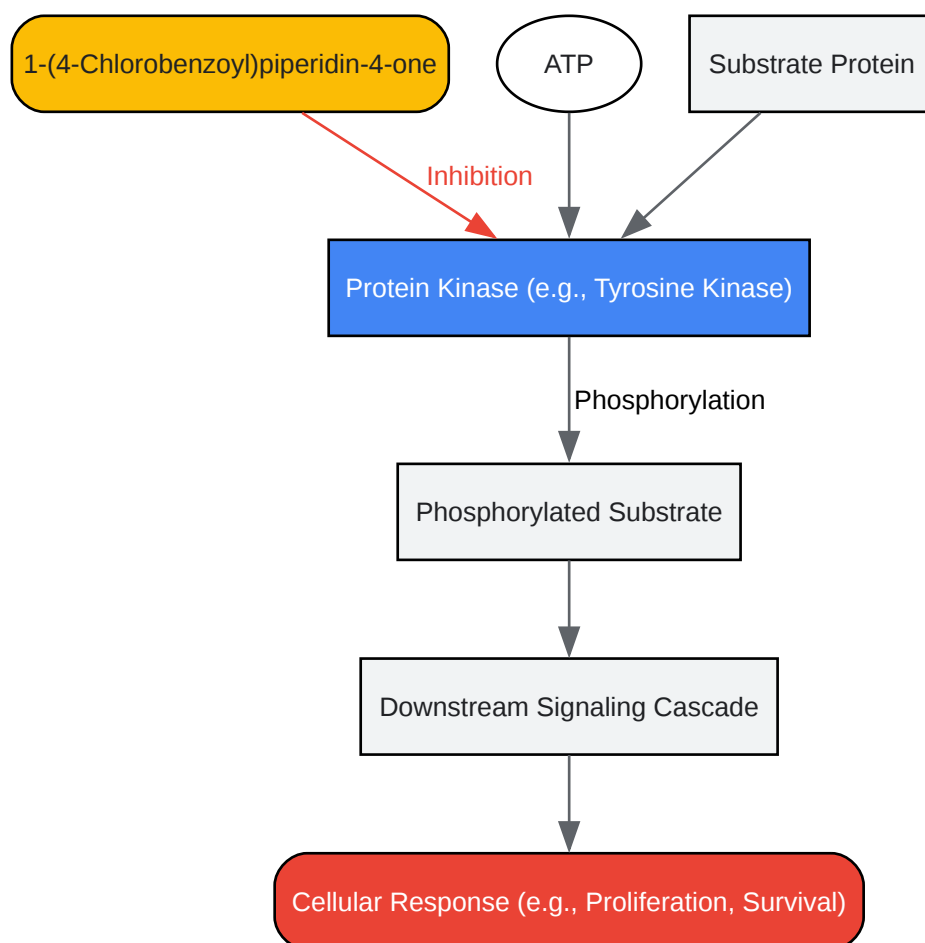 1-(4-Chlorobenzoyl)piperidin-4-one
ATP
Substrate Protein
Inhibition
Protein Kinase (e.g., Tyrosine Kinase)
Phosphorylation
Phosphorylated Substrate
Downstream Signaling Cascade
Cellular Response (e.g., Proliferation, Survival)